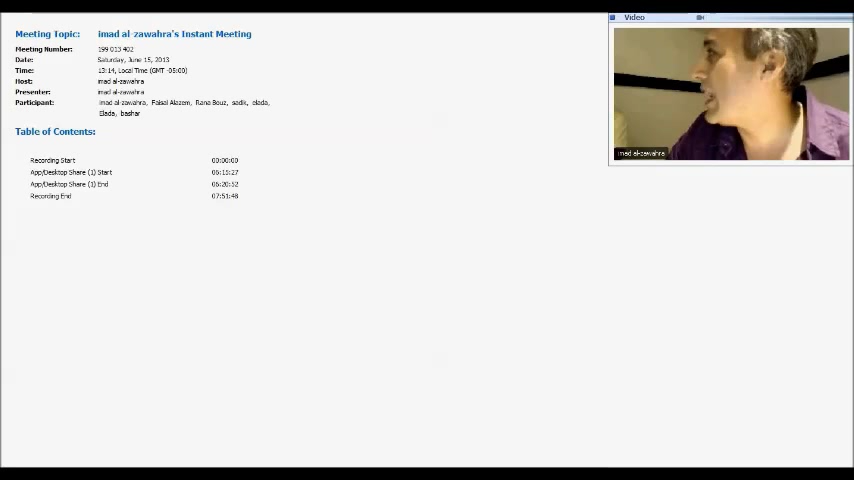 Video
Meeting Topic: imad al-zawahra's Instant Meeting
Meeting Number: 199 013 402
Date: Saturday, June 15, 2013
Time: 13:14, Local Time (GMT -05:00)
Host: imad al-zawahra
Presenter: imad al-zawahra
Participant: imad al-zawahra, Faisal Alazem, Rana Bouz, sadik, elada,
Elada, bashar
Table of Contents:
Recording Start 00:00:00
App/Desktop Share (1) Start 06:15:27
App/Desktop Share (1) End 06:20:52
Recording End 07:51:48
imad al-zawahra